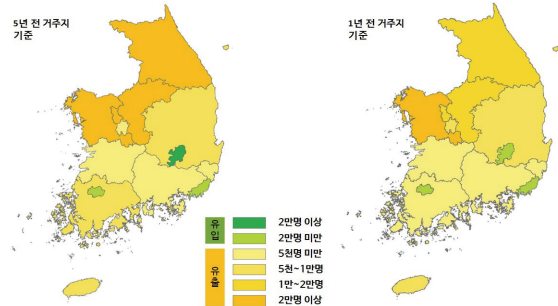 5년 전 거주지
기준
1년 전 거주지
기준
유입
2만명 이상
2만명 미만
유출
5천명 미만
5천~1만명
1만~2만명
2만명 이상